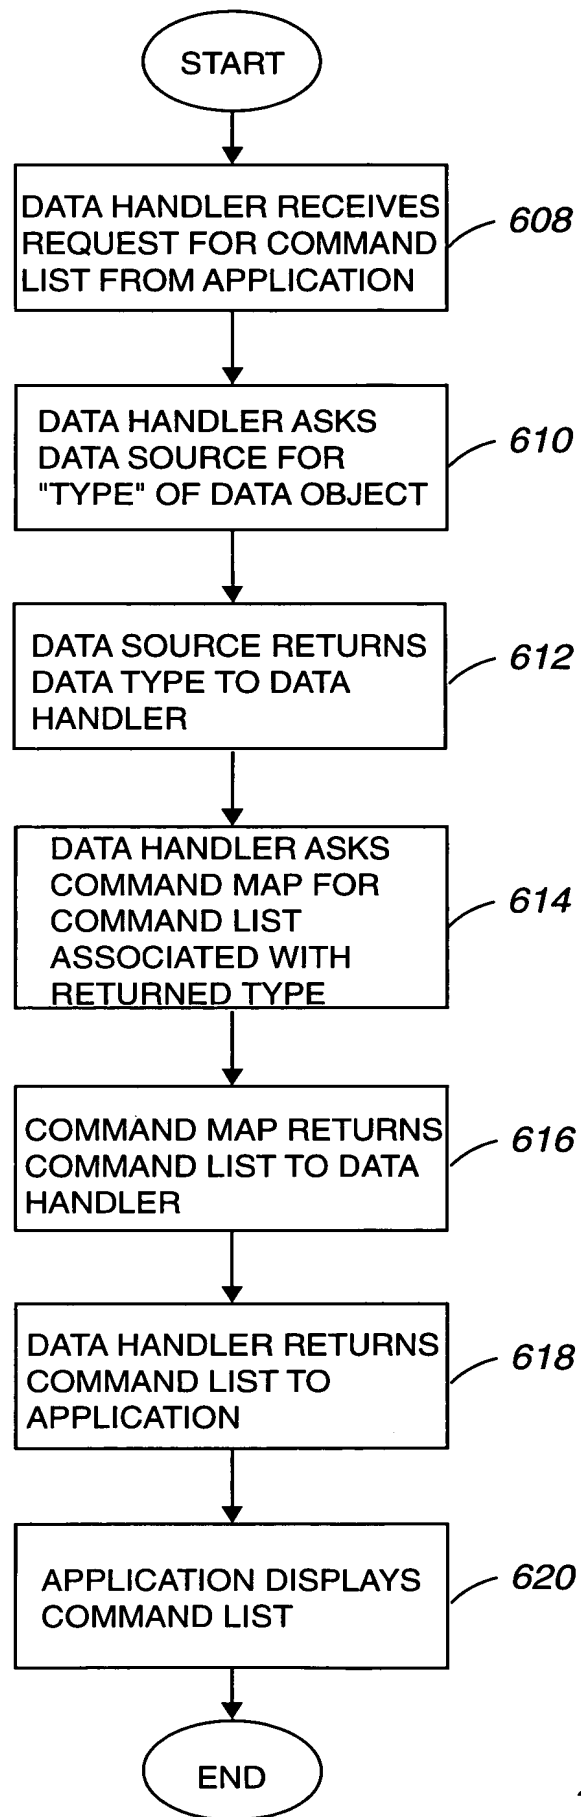 START
DATA HANDLER RECEIVES
REQUEST FOR COMMAND
LIST FROM APPLICATION
608
DATA HANDLER ASKS
DATA SOURCE FOR
"TYPE" OF DATA OBJECT
610
DATA SOURCE RETURNS
DATA TYPE TO DATA
HANDLER
612
DATA HANDLER ASKS
COMMAND MAP FOR
COMMAND LIST
ASSOCIATED WITH
RETURNED TYPE
614
COMMAND MAP RETURNS
COMMAND LIST TO DATA
HANDLER
616
DATA HANDLER RETURNS
COMMAND LIST TO
APPLICATION
618
APPLICATION DISPLAYS
COMMAND LIST
620
END